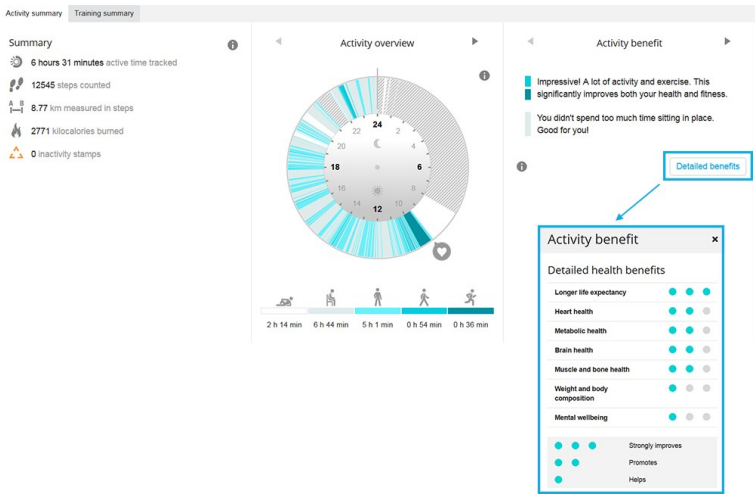 Activity summary
Training summary
Summary
6 hours 31 minutes active time tracked
12545 steps counted
A B
8.77 km measured in steps
2771 kilocalories burned
0 inactivity stamps
Activity overview
24
2
4
6
8
10
12
14
16
18
20
22
2 h 14 min
6 h 44 min
5 h 1 min
0 h 54 min
0 h 36 min
Activity benefit
Impressive! A lot of activity and exercise. This
significantly improves both your health and fitness.
You didn't spend too much time sitting in place.
Good for you!
Detailed benefits
Activity benefit
×
Detailed health benefits
Longer life expectancy
Heart health
Metabolic health
Brain health
Muscle and bone health
Weight and body
composition
Mental wellbeing
Strongly improves
Promotes
Helps